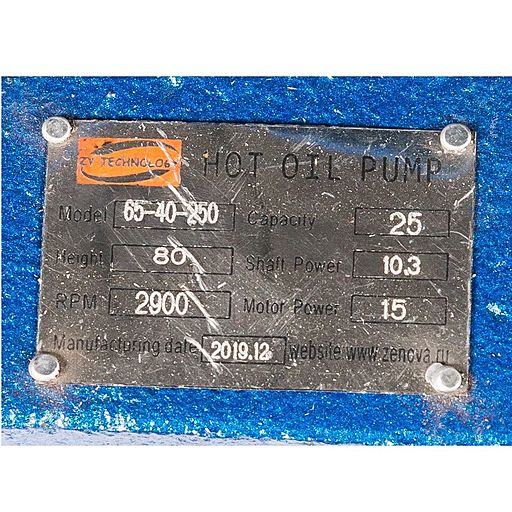 ZY TECHNOLOGY HOT OIL PUMP
Model 65-40-250 Capacity 25
Height 80 Shaft Power 10.3
RPM 2900 Motor Power 15
Manufacturing date 2019.12 website www.zenova.ru